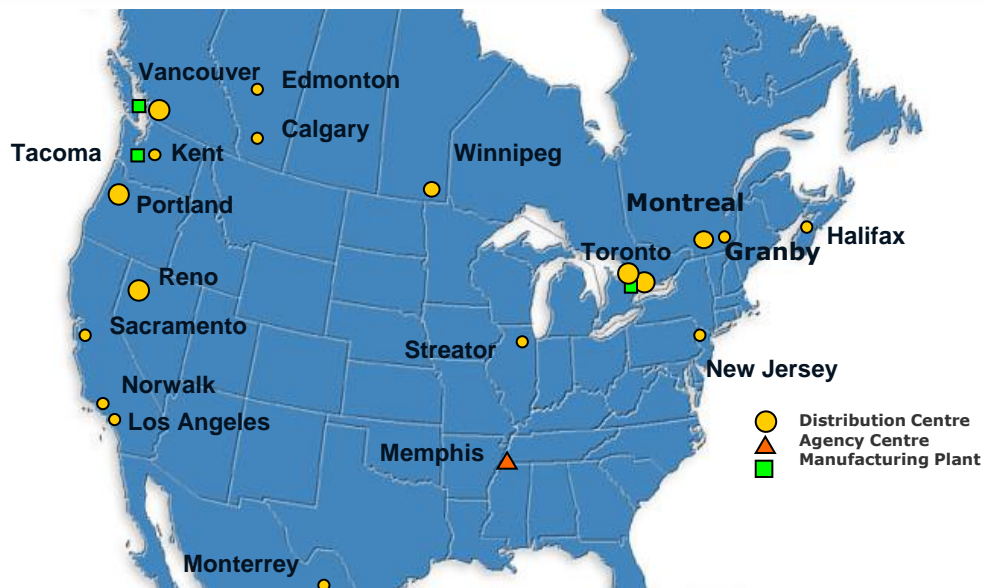 Vancouver
Edmonton
Calgary
Tacoma
Kent
Winnipeg
Portland
Montreal
Halifax
Toronto
Granby
Reno
Sacramento
Streator
New Jersey
Norwalk
Los Angeles
Distribution Centre
Agency Centre
Manufacturing Plant
Memphis
Monterrey